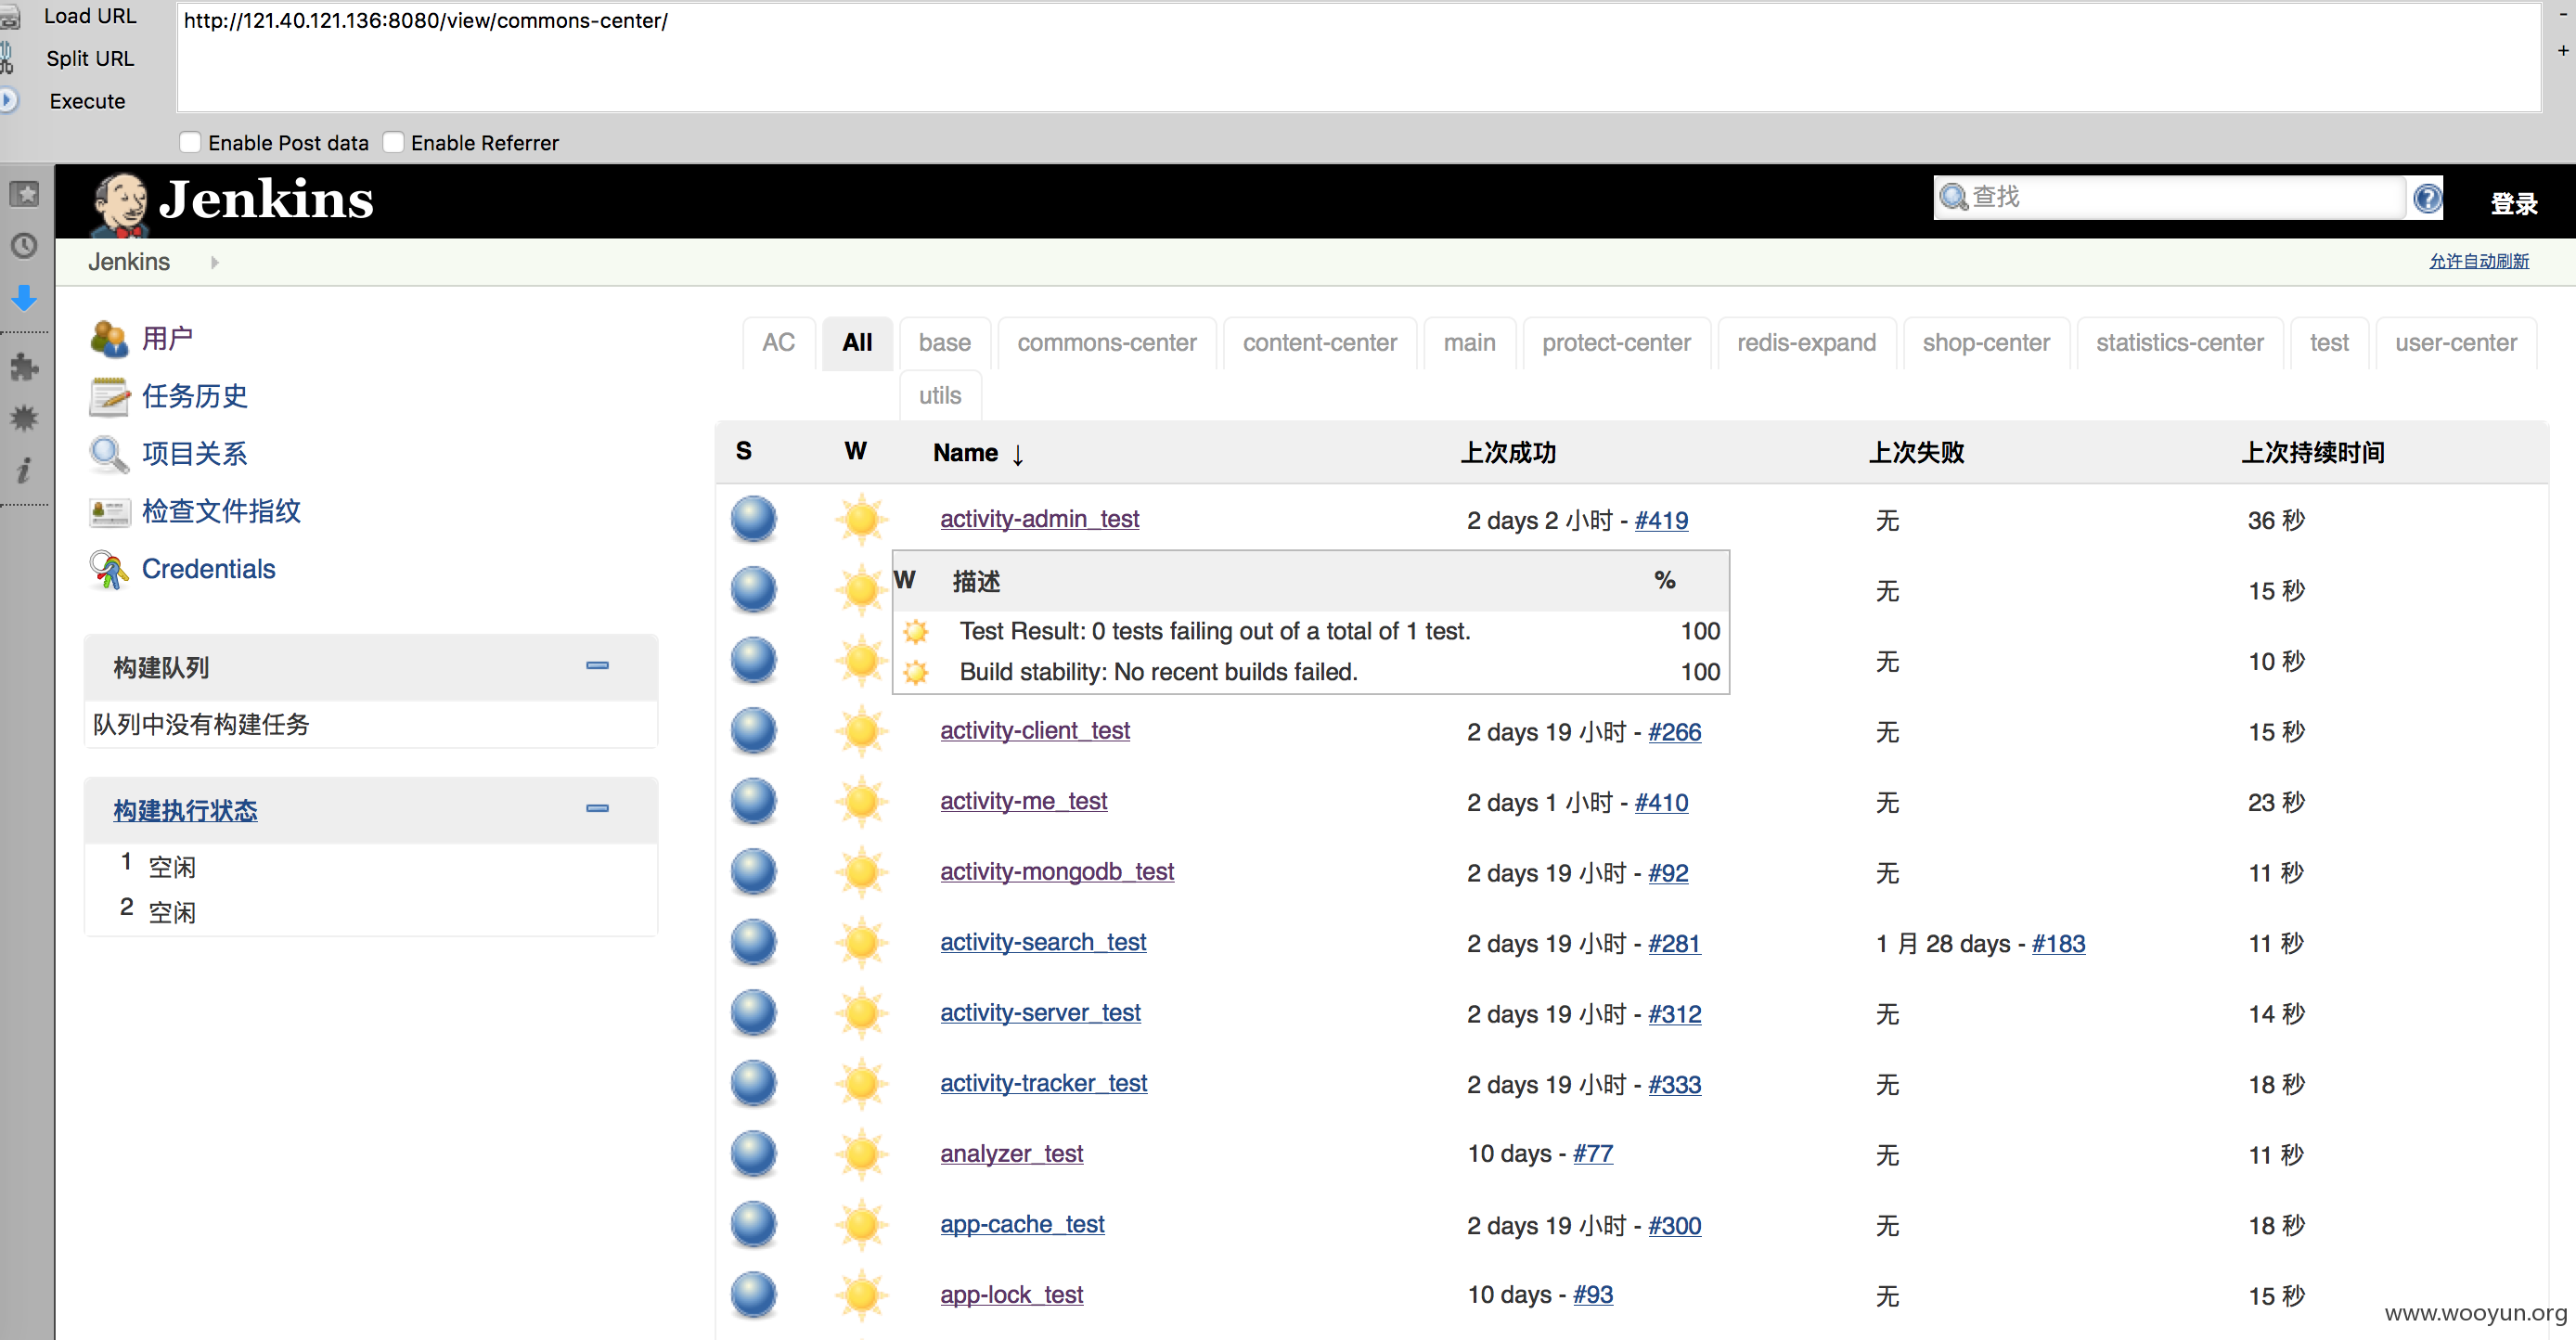 Load URL
http://121.40.121.136:8080/view/commons-center/
-
Split URL
+
Execute
Enable Post data Enable Referrer
Jenkins
查找
登录
Jenkins
允许自动刷新
用户
任务历史
项目关系
检查文件指纹
Credentials
构建队列
队列中没有构建任务
构建执行状态
1 空闲
2 空闲
AC All base commons-center content-center main protect-center redis-expand shop-center statistics-center test user-center
utils
S W Name ↓ 上次成功 上次失败 上次持续时间
activity-admin_test 2 days 2 小时 - #419 无 36 秒
W 描述 %
无 15 秒
Test Result: 0 tests failing out of a total of 1 test. 100
无 10 秒
Build stability: No recent builds failed. 100
activity-client_test 2 days 19 小时 - #266 无 15 秒
activity-me_test 2 days 1 小时 - #410 无 23 秒
activity-mongodb_test 2 days 19 小时 - #92 无 11 秒
activity-search_test 2 days 19 小时 - #281 1 月 28 days - #183 11 秒
activity-server_test 2 days 19 小时 - #312 无 14 秒
activity-tracker_test 2 days 19 小时 - #333 无 18 秒
analyzer_test 10 days - #77 无 11 秒
app-cache_test 2 days 19 小时 - #300 无 18 秒
app-lock_test 10 days - #93 无 15 秒
www.wooyun.org